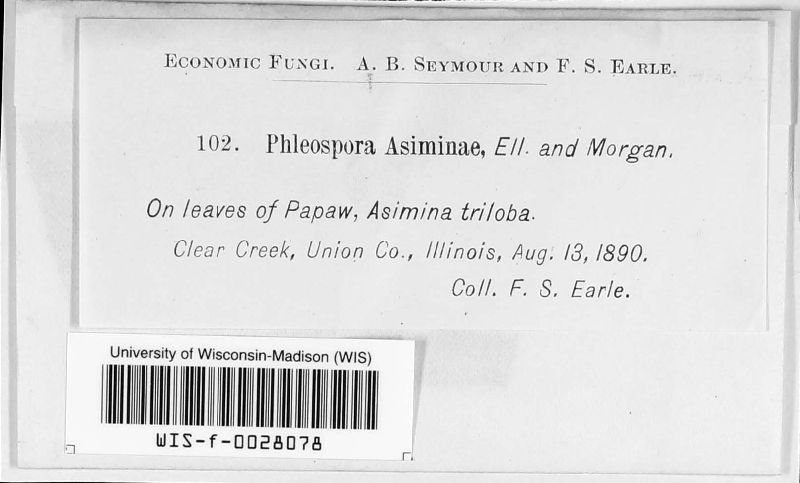 Economic Fungi. A. B. Seymour and F. S. Earle.
102. Phleospora Asiminae, Ell. and Morgan.
On leaves of Papaw, Asimina triloba.
Clear Creek, Union Co., Illinois, Aug. 13, 1890.
Coll. F. S. Earle.
University of Wisconsin-Madison (WIS)
WIS-f-0028078